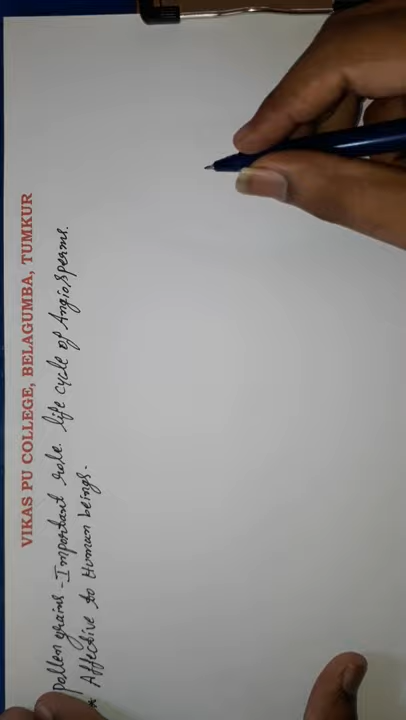 VIKAS PU COLLEGE, BELAGUMBA, TUMKUR
pollen grains - Important role. life cycle of Angiosperms.
* Affective to Human beings.